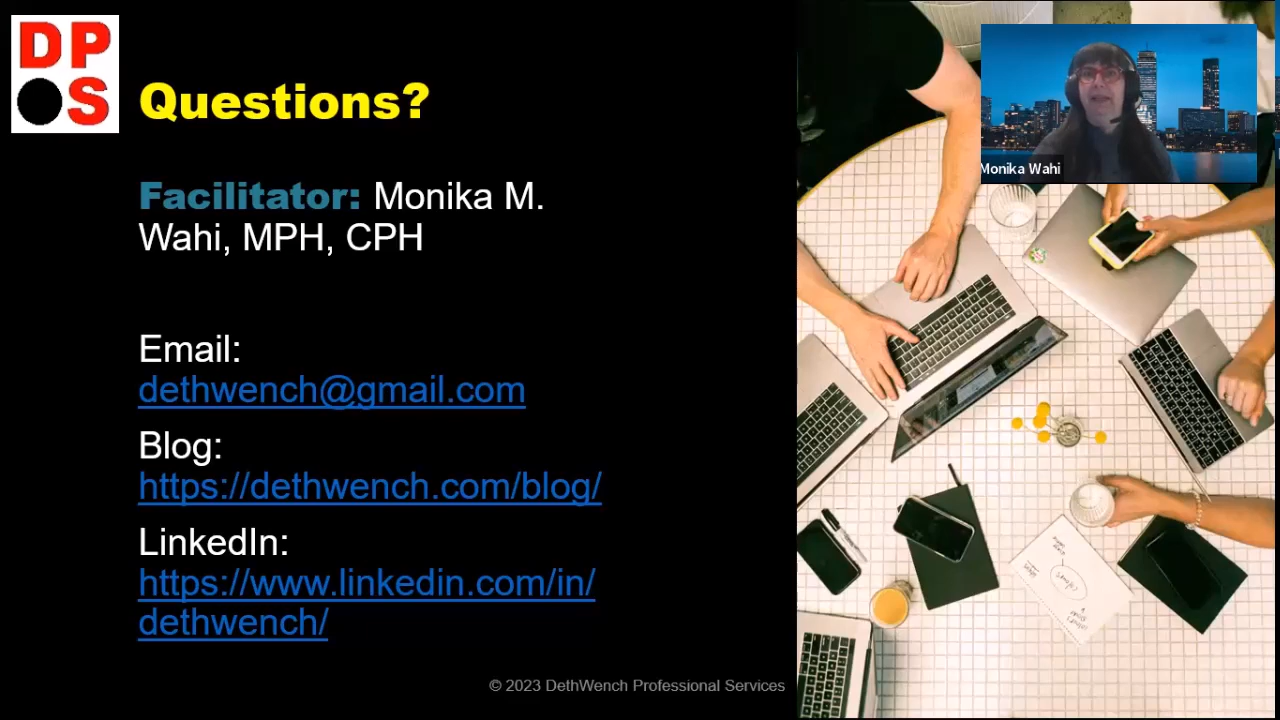 DP
S
Questions?
Facilitator: Monika M.
Wahi, MPH, CPH
Email:
dethwench@gmail.com
Blog:
https://dethwench.com/blog/
LinkedIn:
https://www.linkedin.com/in/
dethwench/
© 2023 DethWench Professional Services
Monika Wahi